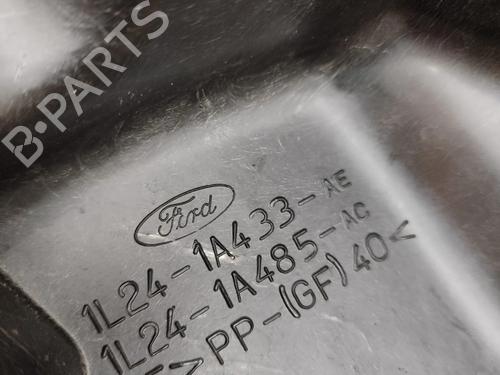 B-PARTS
Ford
1L24-1A433-AE
1L24-1A485-AC
>PP-(GF)40<